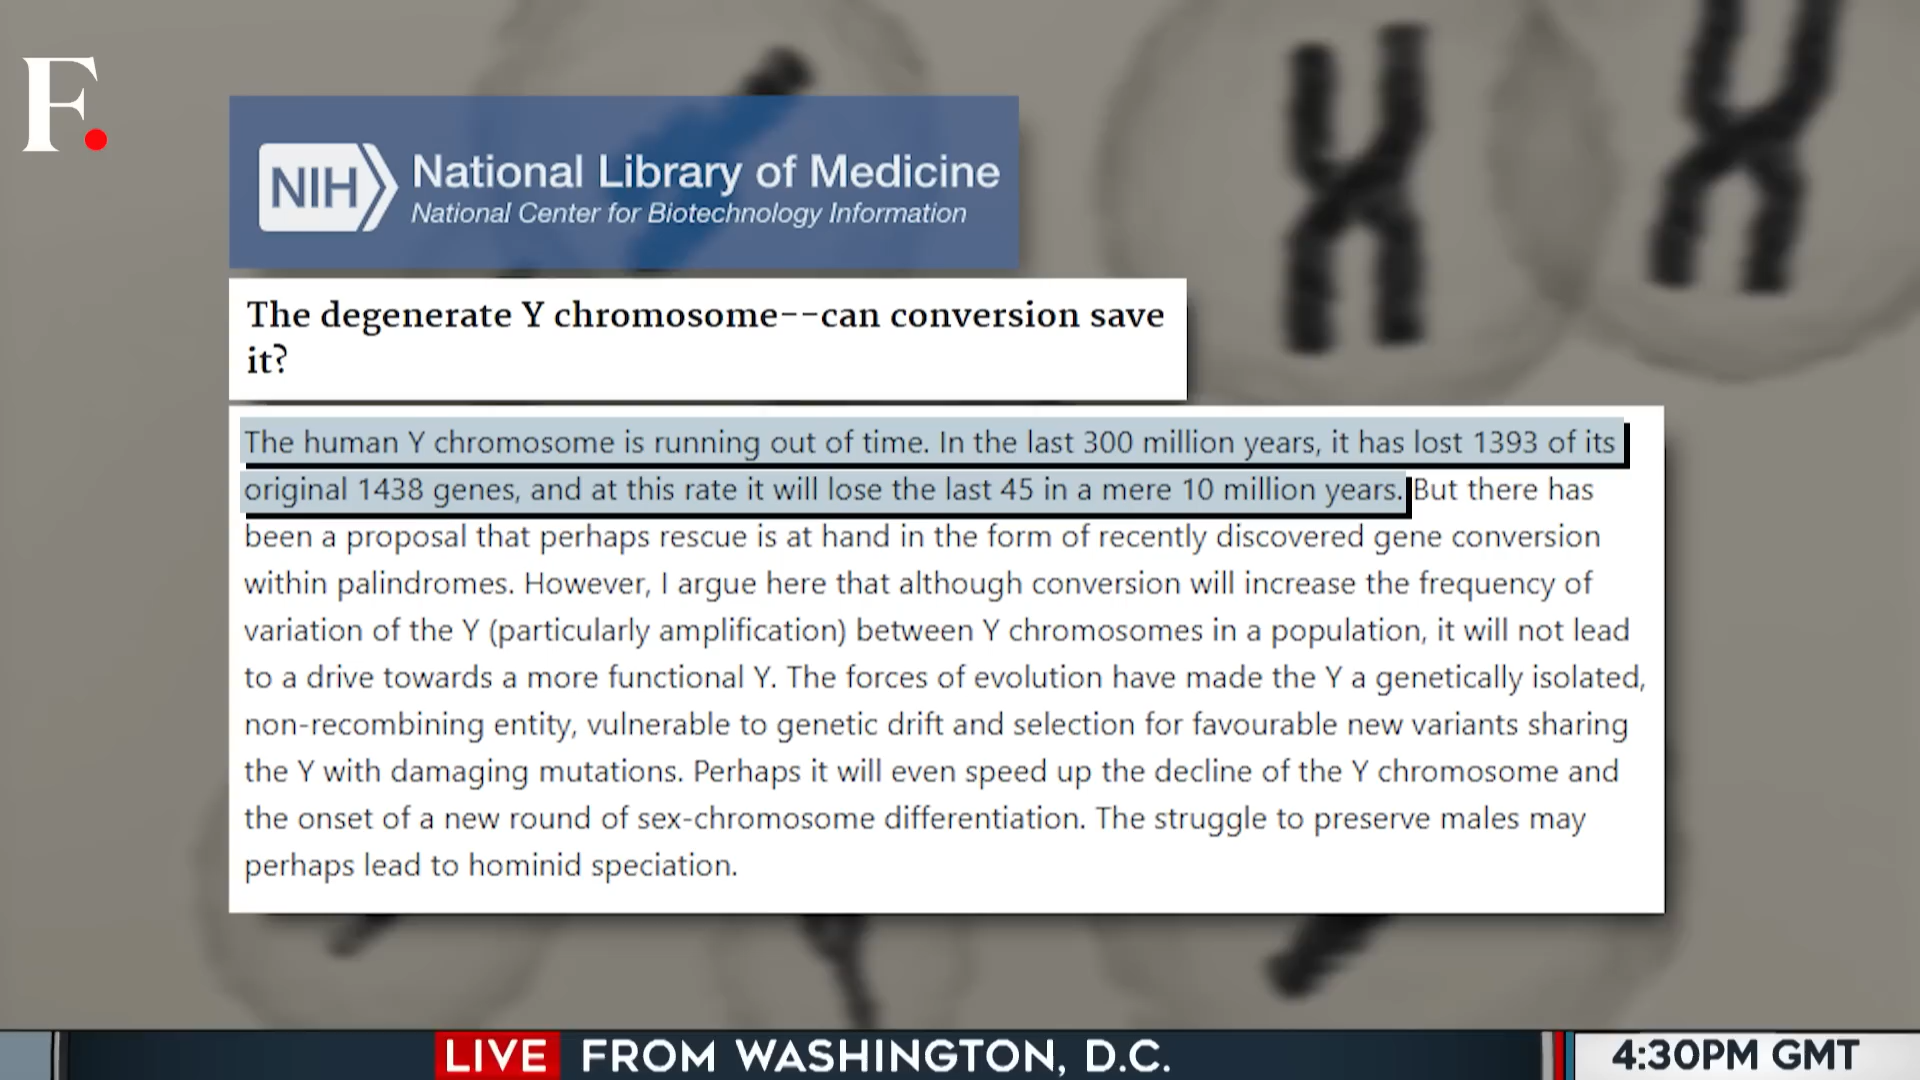 F.
NIH
National Library of Medicine
National Center for Biotechnology Information
The degenerate Y chromosome--can conversion save
it?
The human Y chromosome is running out of time. In the last 300 million years, it has lost 1393 of its
original 1438 genes, and at this rate it will lose the last 45 in a mere 10 million years. But there has
been a proposal that perhaps rescue is at hand in the form of recently discovered gene conversion
within palindromes. However, I argue here that although conversion will increase the frequency of
variation of the Y (particularly amplification) between Y chromosomes in a population, it will not lead
to a drive towards a more functional Y. The forces of evolution have made the Y a genetically isolated,
non-recombining entity, vulnerable to genetic drift and selection for favourable new variants sharing
the Y with damaging mutations. Perhaps it will even speed up the decline of the Y chromosome and
the onset of a new round of sex-chromosome differentiation. The struggle to preserve males may
perhaps lead to hominid speciation.
LIVE FROM WASHINGTON, D.C.
4:30PM GMT